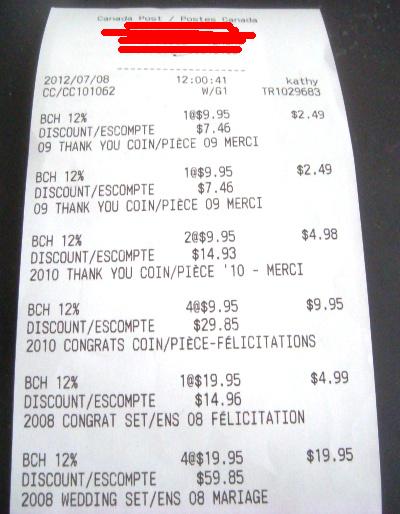 Canada Post / Postes Canada
2012/07/08 12:00:41 kathy
CC/CC101062 W/G1 TR1029683
BCH 12% 1@$9.95 $2.49
DISCOUNT/ESCOMPTE $7.46
09 THANK YOU COIN/PIÈCE 09 MERCI
BCH 12% 1@$9.95 $2.49
DISCOUNT/ESCOMPTE $7.46
09 THANK YOU COIN/PIÈCE 09 MERCI
BCH 12% 2@$9.95 $4.98
DISCOUNT/ESCOMPTE $14.93
2010 THANK YOU COIN/PIÈCE '10 - MERCI
BCH 12% 4@$9.95 $9.95
DISCOUNT/ESCOMPTE $29.85
2010 CONGRATS COIN/PIÈCE-FÉLICITATIONS
BCH 12% 1@$19.95 $4.99
DISCOUNT/ESCOMPTE $14.96
2008 CONGRAT SET/ENS 08 FÉLICITATION
BCH 12% 4@$19.95 $19.95
DISCOUNT/ESCOMPTE $59.85
2008 WEDDING SET/ENS 08 MARIAGE